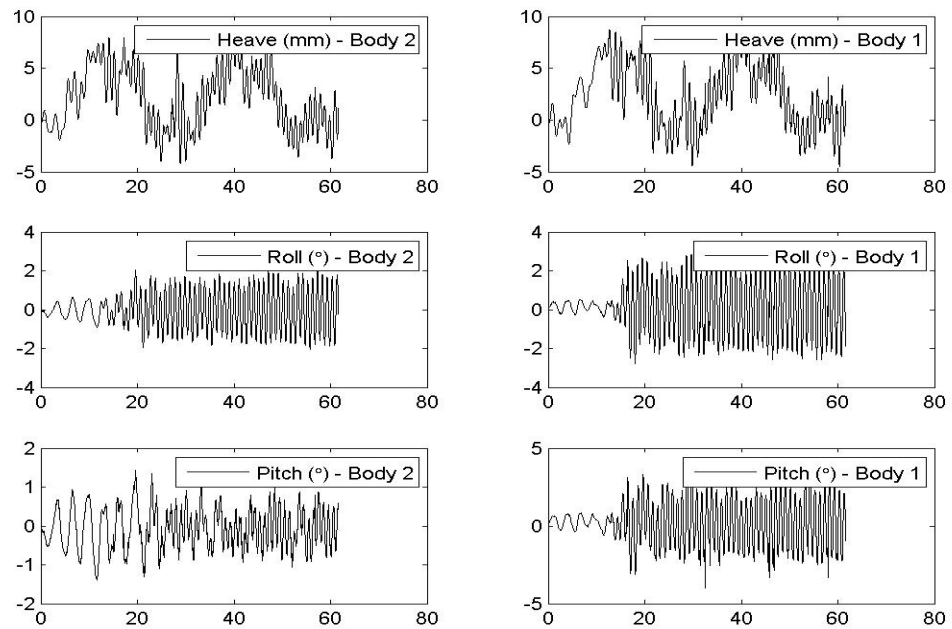 10
5
0
-5
0 20 40 60 80
Heave (mm) - Body 2
10
5
0
-5
0 20 40 60 80
Heave (mm) - Body 1
4
2
0
-2
-4
0 20 40 60 80
Roll (°) - Body 2
4
2
0
-2
-4
0 20 40 60 80
Roll (°) - Body 1
2
1
0
-1
-2
0 20 40 60 80
Pitch (°) - Body 2
5
0
-5
0 20 40 60 80
Pitch (°) - Body 1